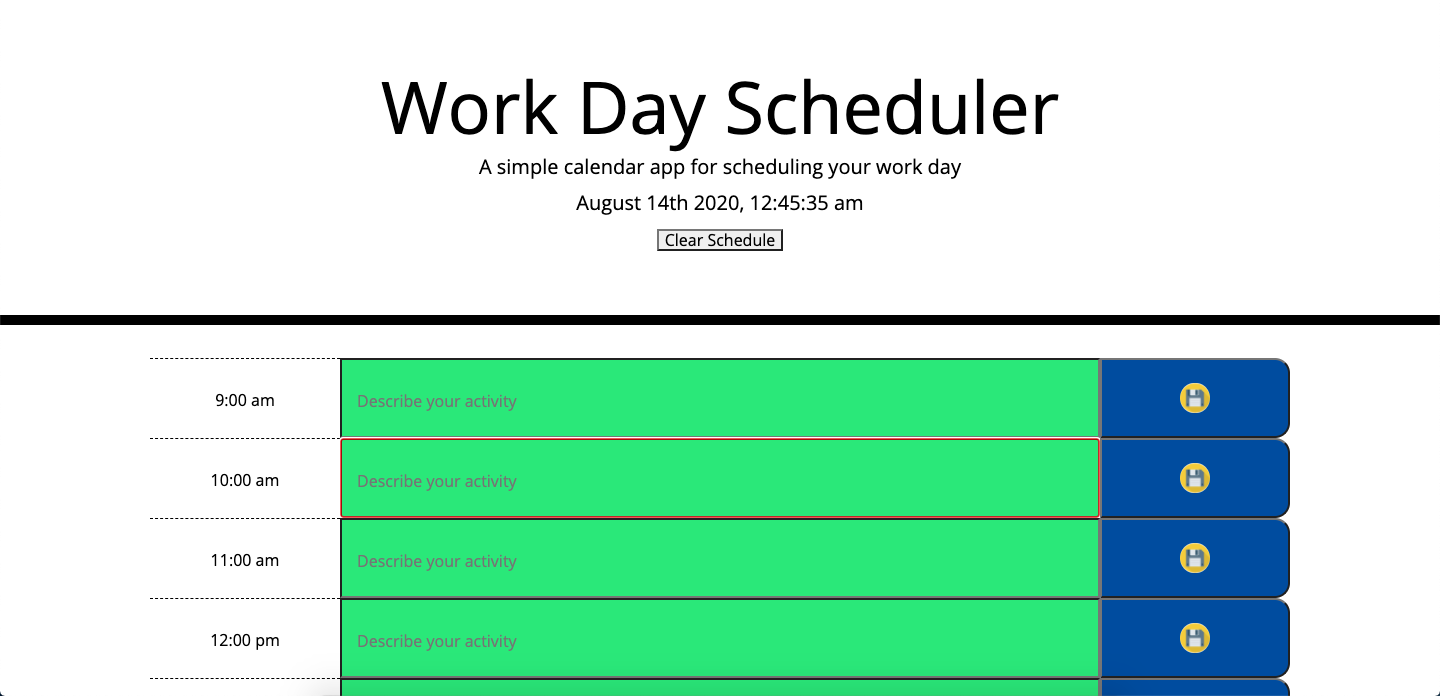 Work Day Scheduler
A simple calendar app for scheduling your work day
August 14th 2020, 12:45:35 am
Clear Schedule
9:00 am
Describe your activity
10:00 am
Describe your activity
11:00 am
Describe your activity
12:00 pm
Describe your activity